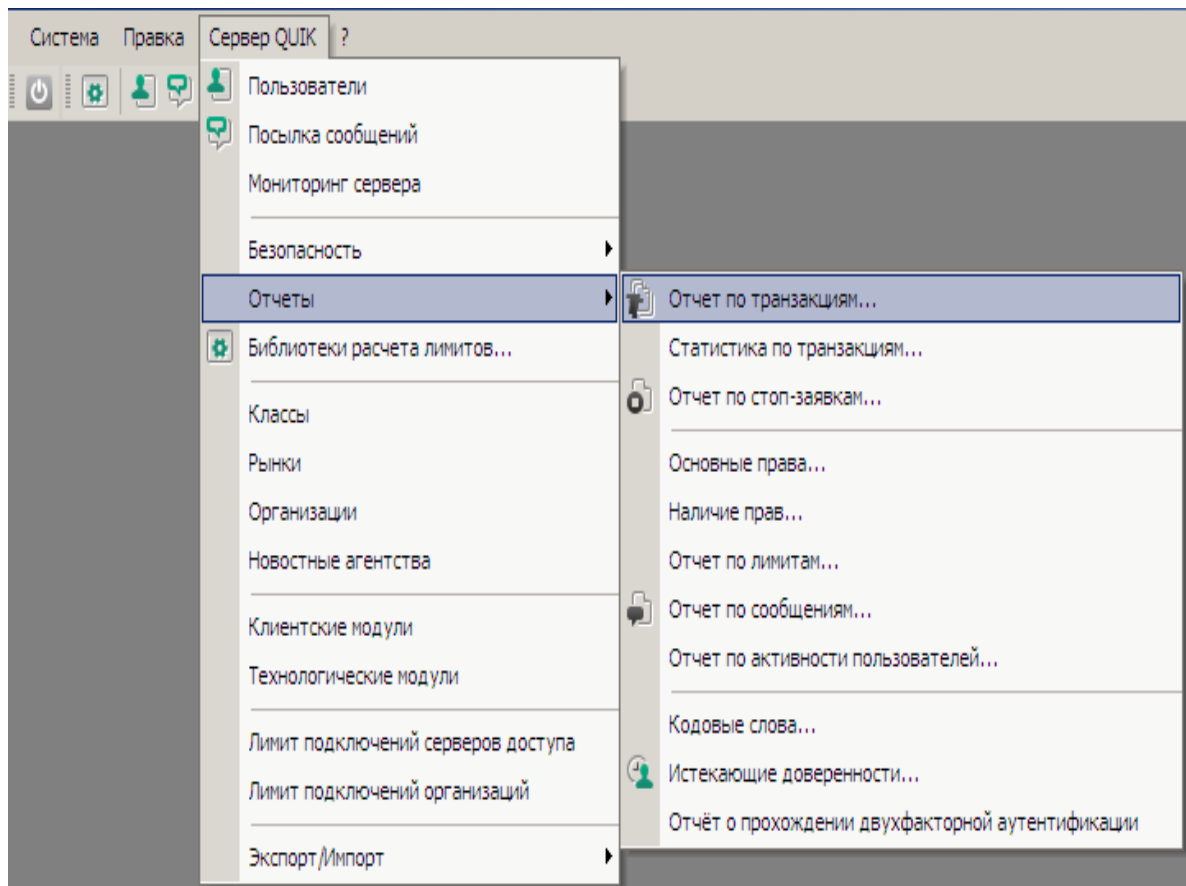 Система Правка Сервер QUIK ?
Пользователи
Посылка сообщений
Мониторинг сервера
Безопасность
Отчеты
Библиотеки расчета лимитов...
Классы
Рынки
Организации
Новостные агентства
Клиентские модули
Технологические модули
Лимит подключений серверов доступа
Лимит подключений организаций
Экспорт/Импорт
Отчет по транзакциям...
Статистика по транзакциям...
Отчет по стоп-заявкам...
Основные права...
Наличие прав...
Отчет по лимитам...
Отчет по сообщениям...
Отчет по активности пользователей...
Кодовые слова...
Истекающие доверенности...
Отчёт о прохождении двухфакторной аутентификации